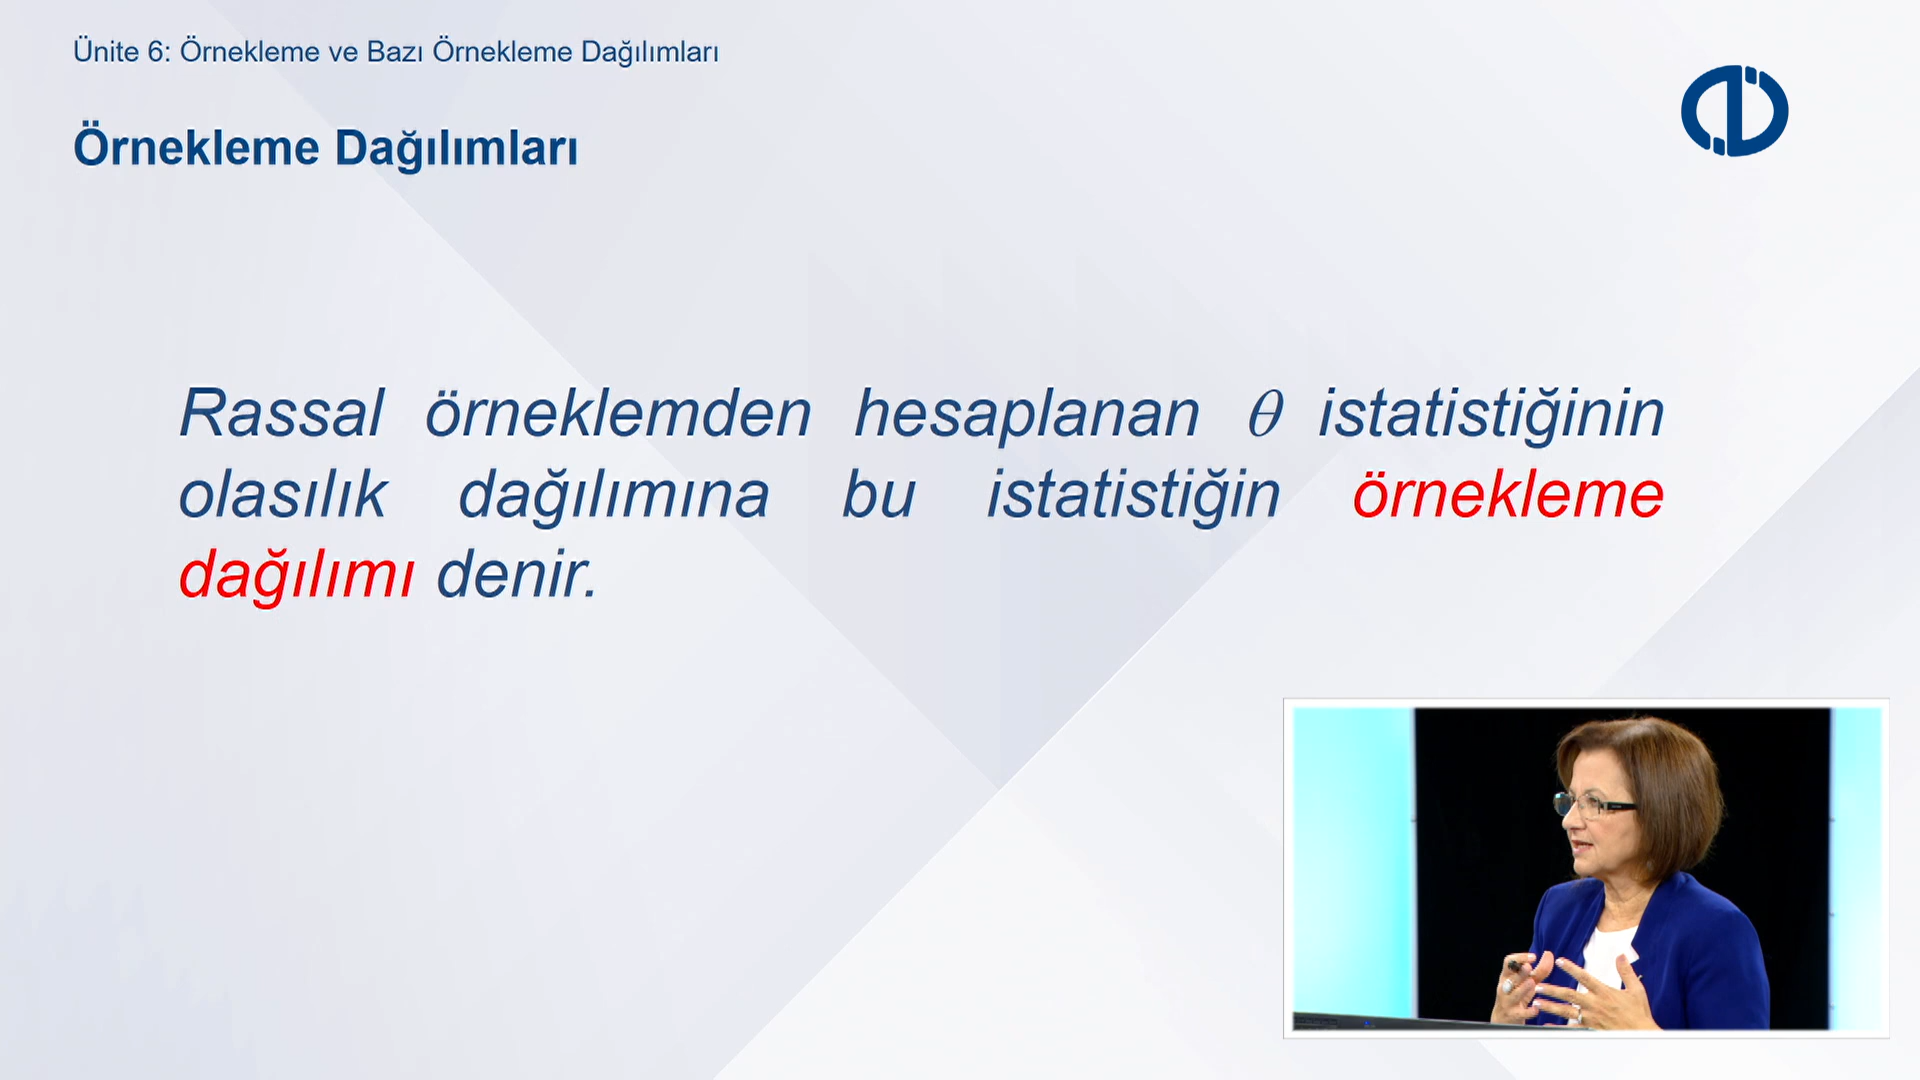 Ünite 6: Örnekleme ve Bazı Örnekleme Dağılımları
Örnekleme Dağılımları
Rassal örneklemden hesaplanan θ istatistiğinin
olasılık dağılımına bu istatistiğin örnekleme
dağılımı denir.